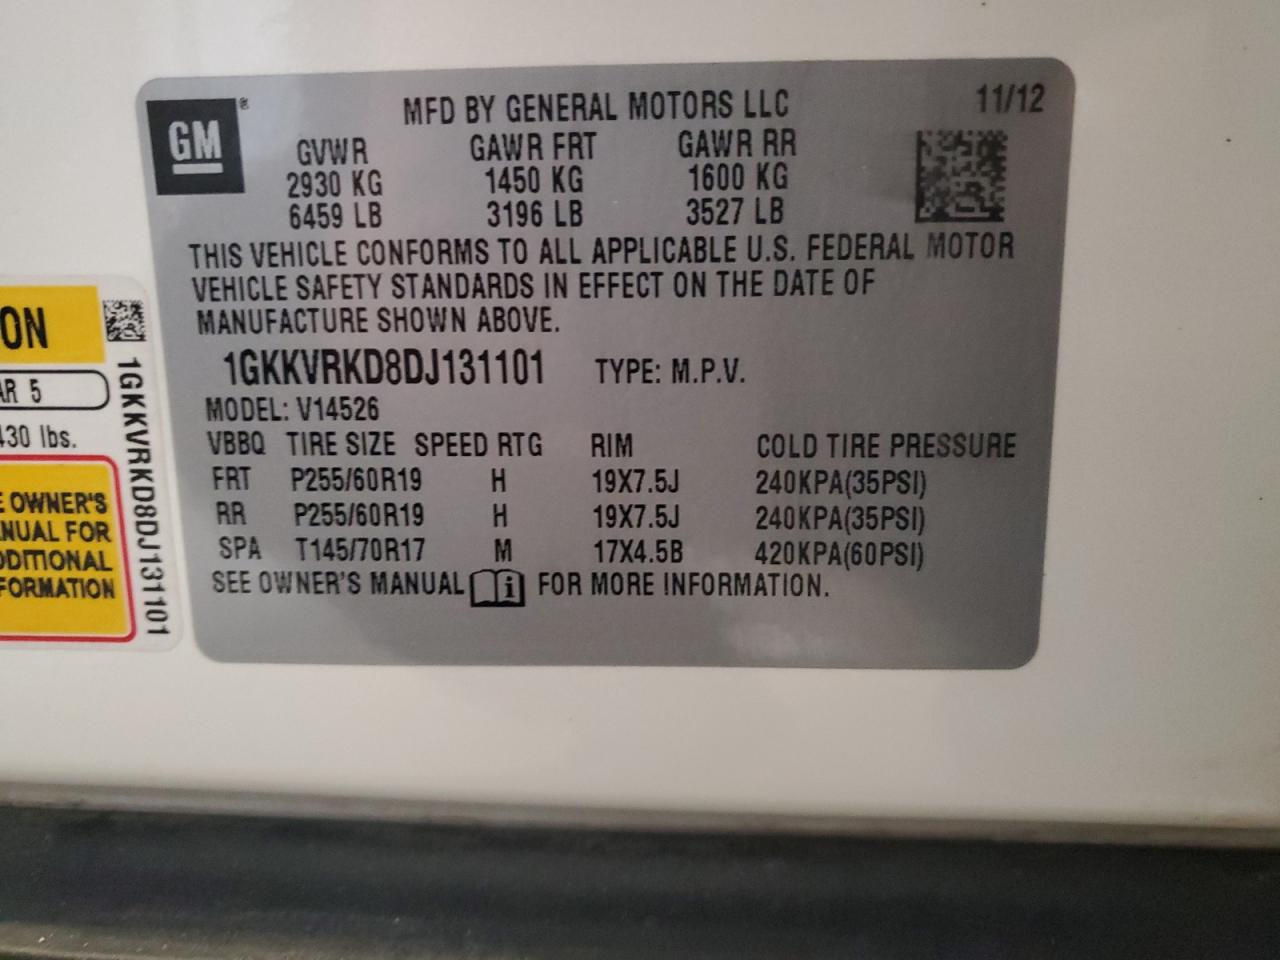 GM ®
MFD BY GENERAL MOTORS LLC 11/12
GVWR GAWR FRT GAWR RR
2930 KG 1450 KG 1600 KG
6459 LB 3196 LB 3527 LB
THIS VEHICLE CONFORMS TO ALL APPLICABLE U.S. FEDERAL MOTOR
VEHICLE SAFETY STANDARDS IN EFFECT ON THE DATE OF
MANUFACTURE SHOWN ABOVE.
1GKKVRKD8DJ131101 TYPE: M.P.V.
MODEL: V14526
VBBQ TIRE SIZE SPEED RTG RIM COLD TIRE PRESSURE
FRT P255/60R19 H 19X7.5J 240KPA(35PSI)
RR P255/60R19 H 19X7.5J 240KPA(35PSI)
SPA T145/70R17 M 17X4.5B 420KPA(60PSI)
SEE OWNER'S MANUAL i FOR MORE INFORMATION.
ON
AR 5
430 lbs.
E OWNER'S
NUAL FOR
DDITIONAL
FORMATION
1GKKVRKD8DJ131101